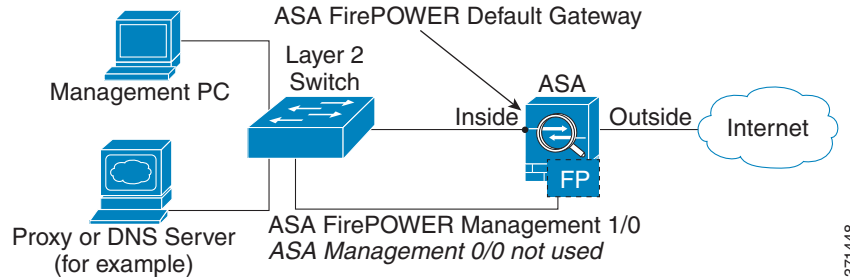 ASA FirePOWER Default Gateway
Layer 2
Switch
ASA
Management PC
Inside
Outside
Internet
FP
ASA FirePOWER Management 1/0
ASA Management 0/0 not used
Proxy or DNS Server
(for example)